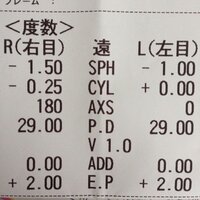 フレーム :
<度数>
R(右目) 遠 L(左目)
- 1.50 SPH - 1.00
- 0.25 CYL + 0.00
180 AXS 0
29.00 P.D 29.00
V 1.0
0.00 ADD 0.00
+ 2.00 E.P + 2.00